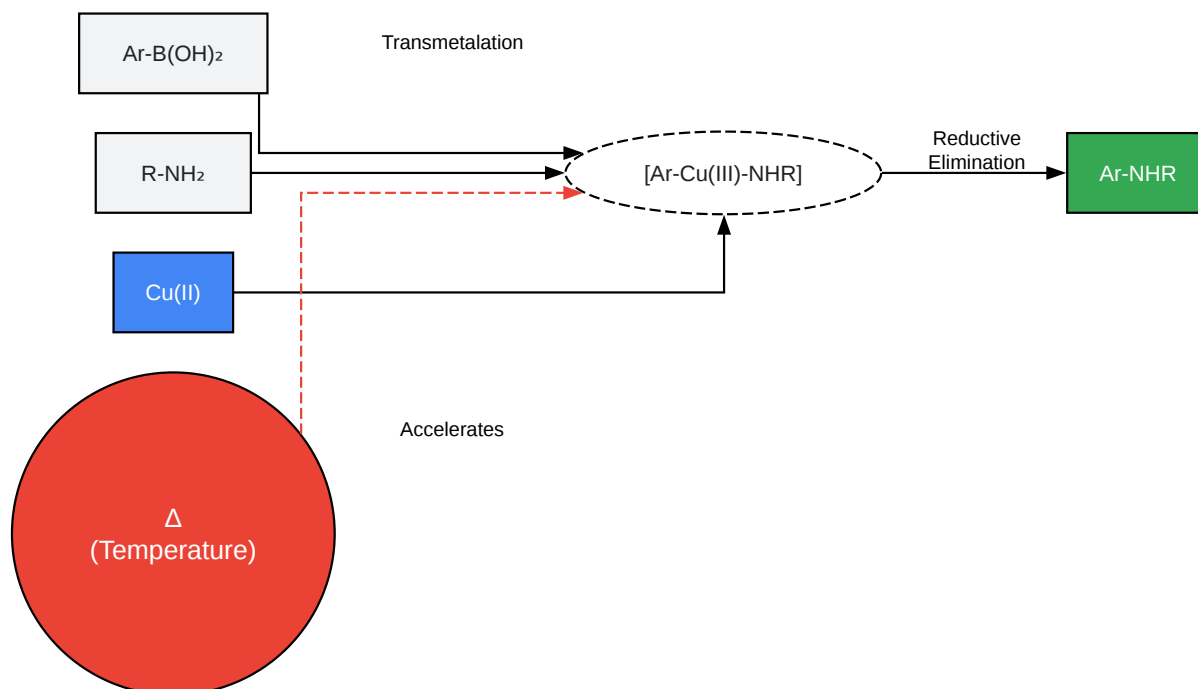 Ar-B(OH)₂
Transmetalation
R-NH₂
[Ar-Cu(III)-NHR]
Reductive
Elimination
Ar-NHR
Cu(II)
Accelerates
Δ
(Temperature)